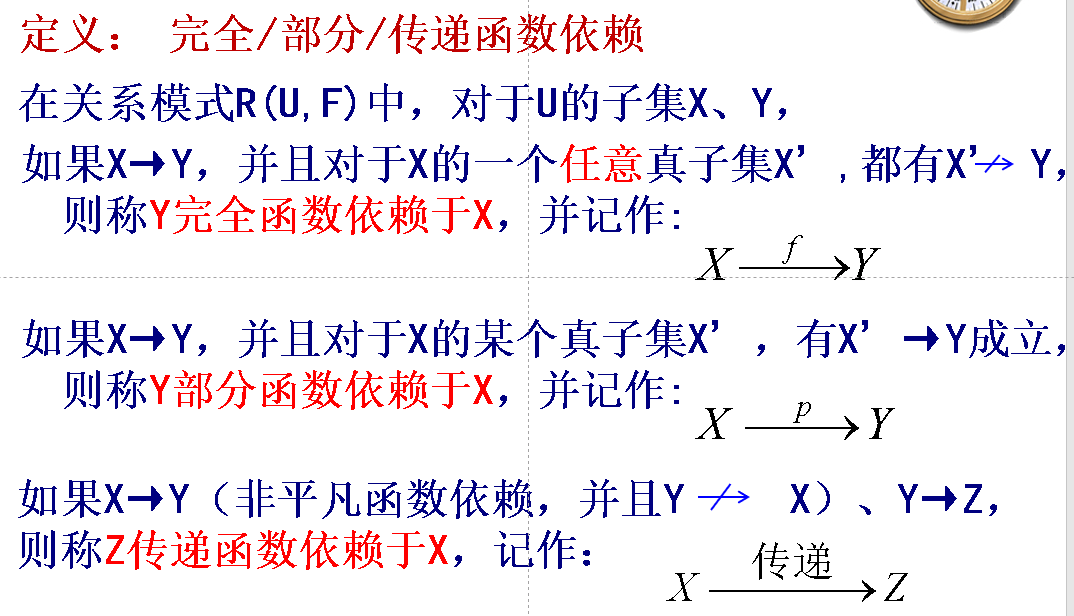 定义： 完全/部分/传递函数依赖
在关系模式R(U,F)中，对于U的子集X、Y，
如果X→Y，并且对于X的一个任意真子集X’,都有X’↛ Y，
则称Y完全函数依赖于X，并记作:
X f→ Y
如果X→Y，并且对于X的某个真子集X’，有X’→Y成立，
则称Y部分函数依赖于X，并记作:
X p→ Y
如果X→Y（非平凡函数依赖，并且Y ↛ X）、Y→Z，
则称Z传递函数依赖于X，记作：
X 传递→ Z